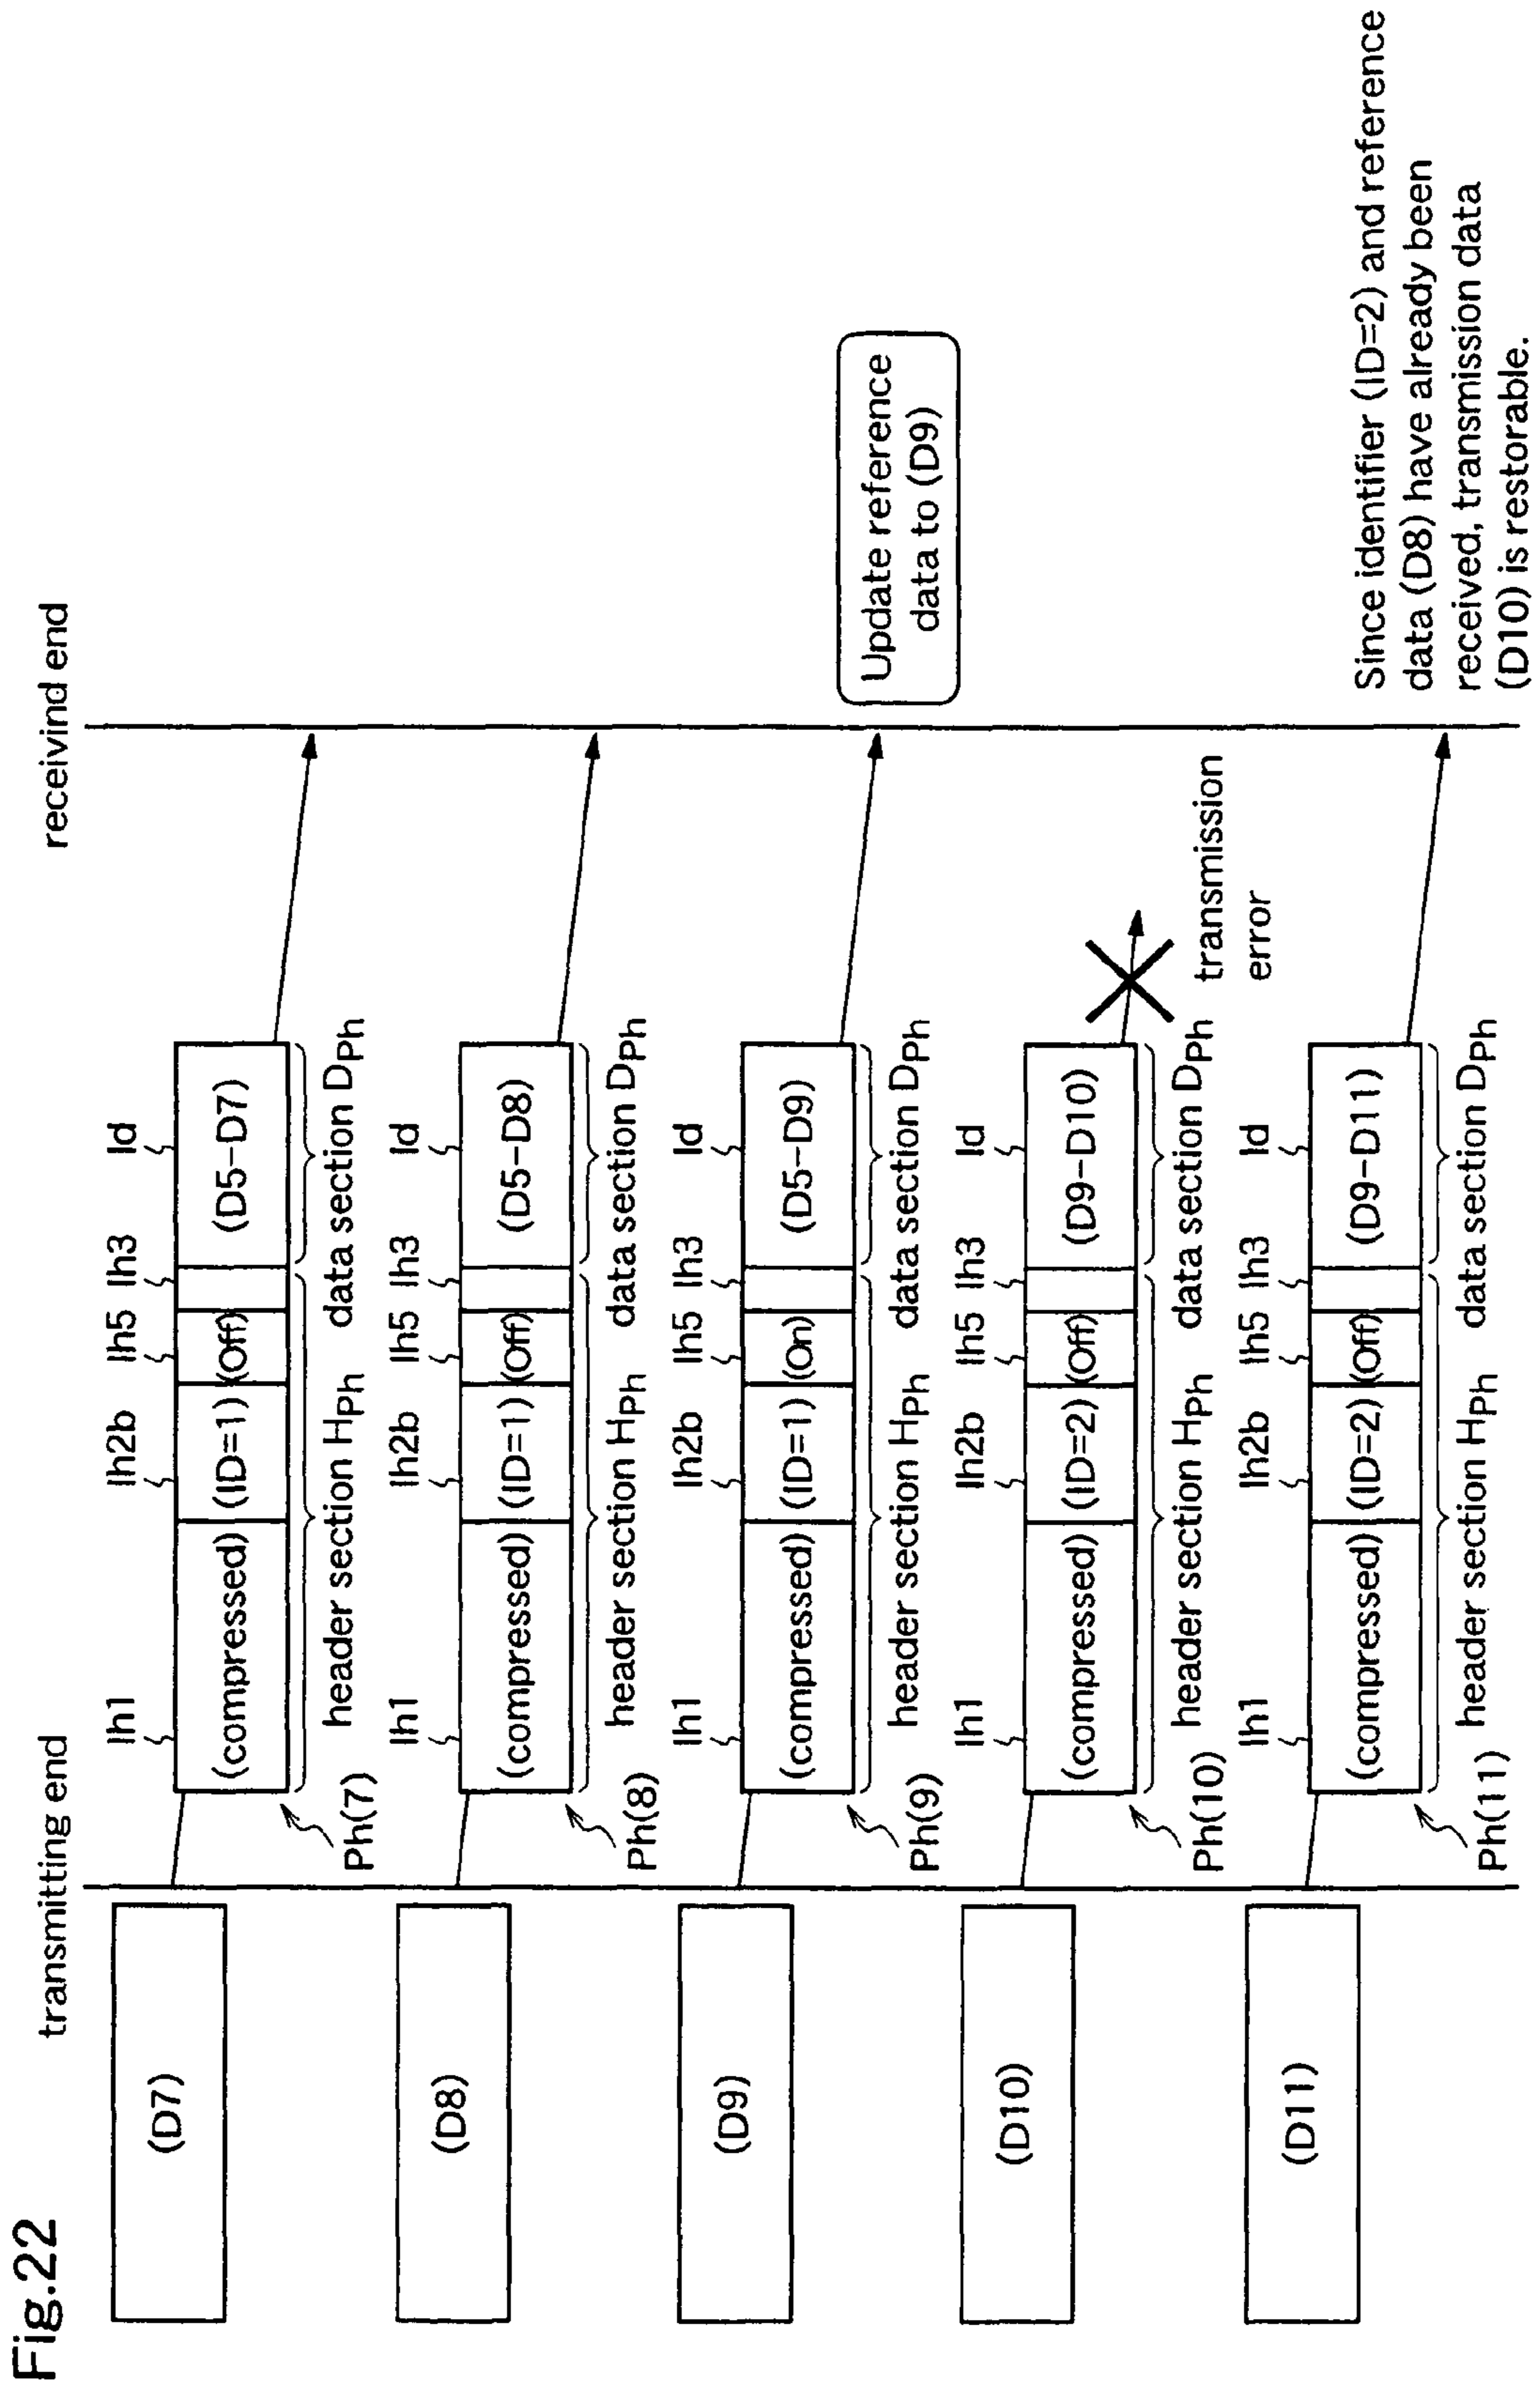 Fig.22
transmitting end
receivind end
(D7)
Ih1
Ih2b
Ih5
Ih3
Id
(compressed)
(ID=1)
(Off)
(D5−D7)
Ph(7)
header section HPh
data section DPh
(D8)
Ih1
Ih2b
Ih5
Ih3
Id
(compressed)
(ID=1)
(Off)
(D5−D8)
Ph(8)
header section HPh
data section DPh
(D9)
Ih1
Ih2b
Ih5
Ih3
Id
(compressed)
(ID=1)
(On)
(D5−D9)
Ph(9)
header section HPh
data section DPh
Update reference
data to (D9)
(D10)
Ih1
Ih2b
Ih5
Ih3
Id
(compressed)
(ID=2)
(Off)
(D9−D10)
Ph(10)
header section HPh
data section DPh
transmission
error
(D11)
Ih1
Ih2b
Ih5
Ih3
Id
(compressed)
(ID=2)
(Off)
(D9−D11)
Ph(11)
header section HPh
data section DPh
Since identifier (ID=2) and reference
data (D8) have already been
received, transmission data
(D10) is restorable.